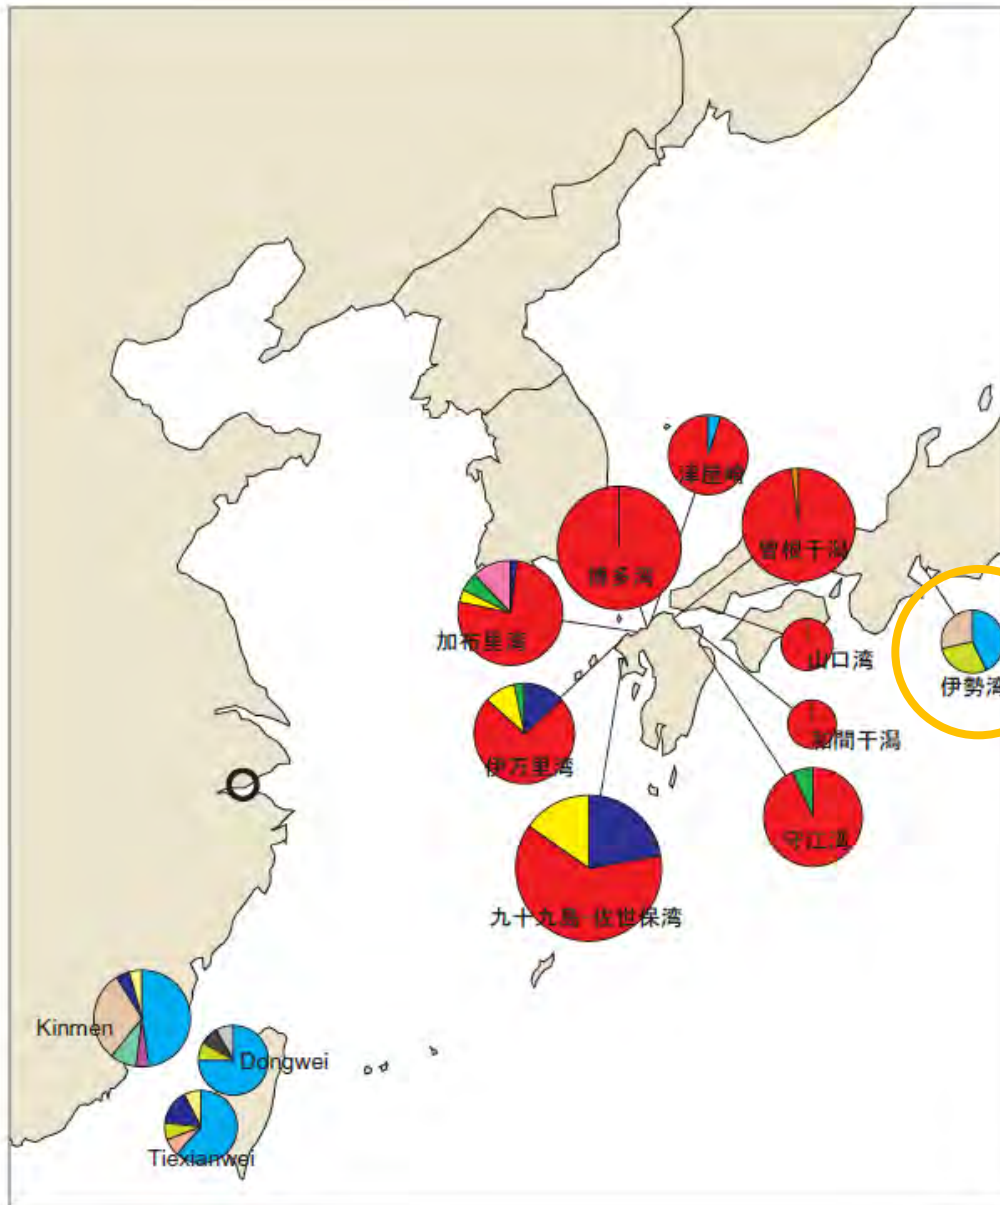 津屋崎
曽根干潟
博多湾
加布里湾
山口湾
伊勢湾
和間干潟
伊万里湾
守江湾
九十九島 佐世保湾
Kinmen
Dongwei
Tiexianwei